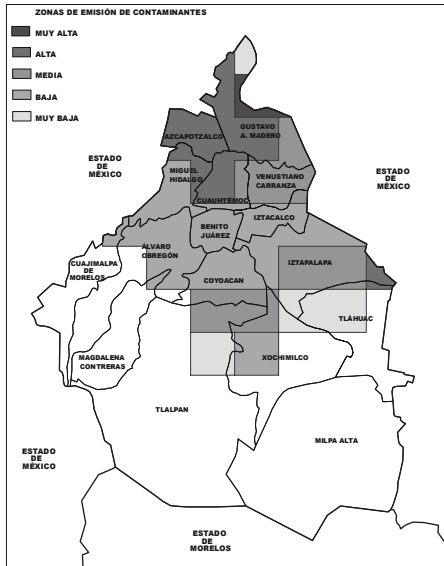 ZONAS DE EMISIÓN DE CONTAMINANTES
MUY ALTA
ALTA
MEDIA
BAJA
MUY BAJA
AZCAPOTZALCO
GUSTAVO
A. MADERO
ESTADO
DE
MÉXICO
MIGUEL
HIDALGO
VENUSTIANO
CARRANZA
ESTADO
DE
MÉXICO
CUAUHTÉMOC
IZTACALCO
BENITO
JUÁREZ
ÁLVARO
OBREGÓN
CUAJIMALPA
DE
MORELOS
IZTAPALAPA
COYOACAN
TLÁHUAC
MAGDALENA
CONTRERAS
XOCHIMILCO
TLALPAN
MILPA ALTA
ESTADO
DE
MÉXICO
ESTADO
DE
MORELOS